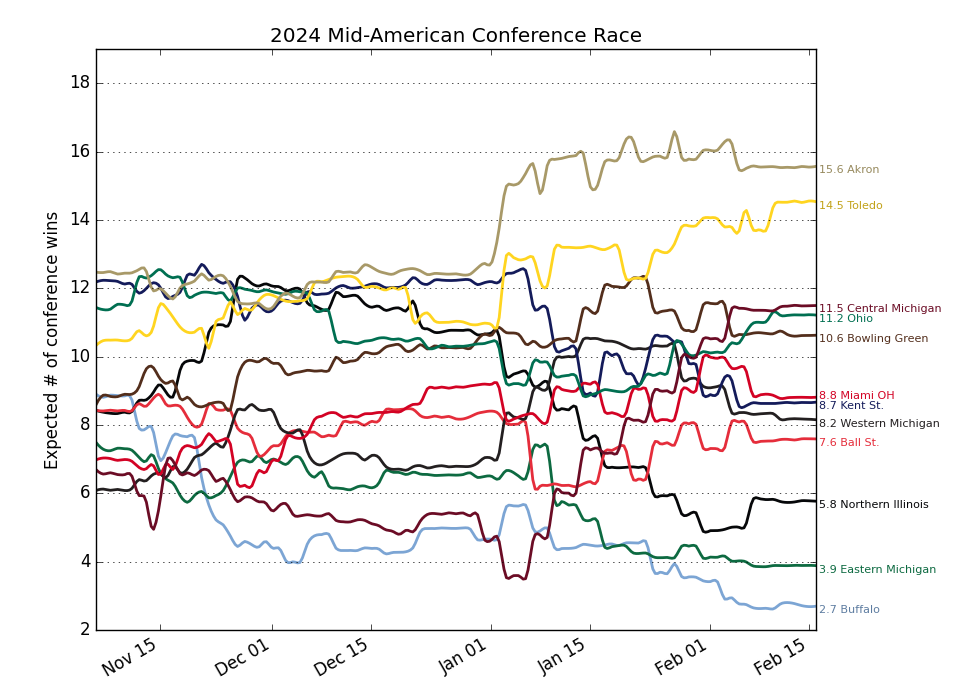 2024 Mid-American Conference Race
Expected # of conference wins
18
16
14
12
10
8
6
4
2
15.6 Akron
14.5 Toledo
11.5 Central Michigan
11.2 Ohio
10.6 Bowling Green
8.8 Miami OH
8.7 Kent St.
8.2 Western Michigan
7.6 Ball St.
5.8 Northern Illinois
3.9 Eastern Michigan
2.7 Buffalo
Nov 15
Dec 01
Dec 15
Jan 01
Jan 15
Feb 01
Feb 15